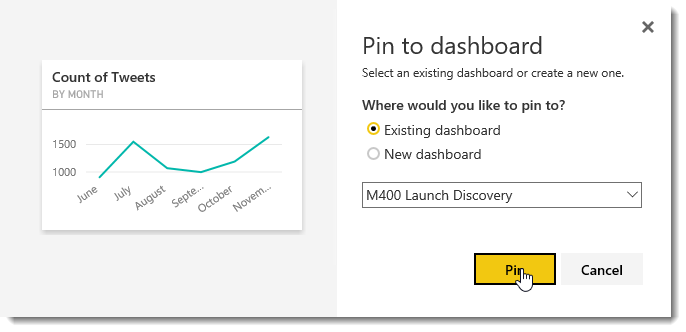 Pin to dashboard
Select an existing dashboard or create a new one.
Where would you like to pin to?
Existing dashboard
New dashboard
M400 Launch Discovery
Pin
Cancel
Count of Tweets
BY MONTH
1500
1000
June
July
August
Septe...
October
Novem...